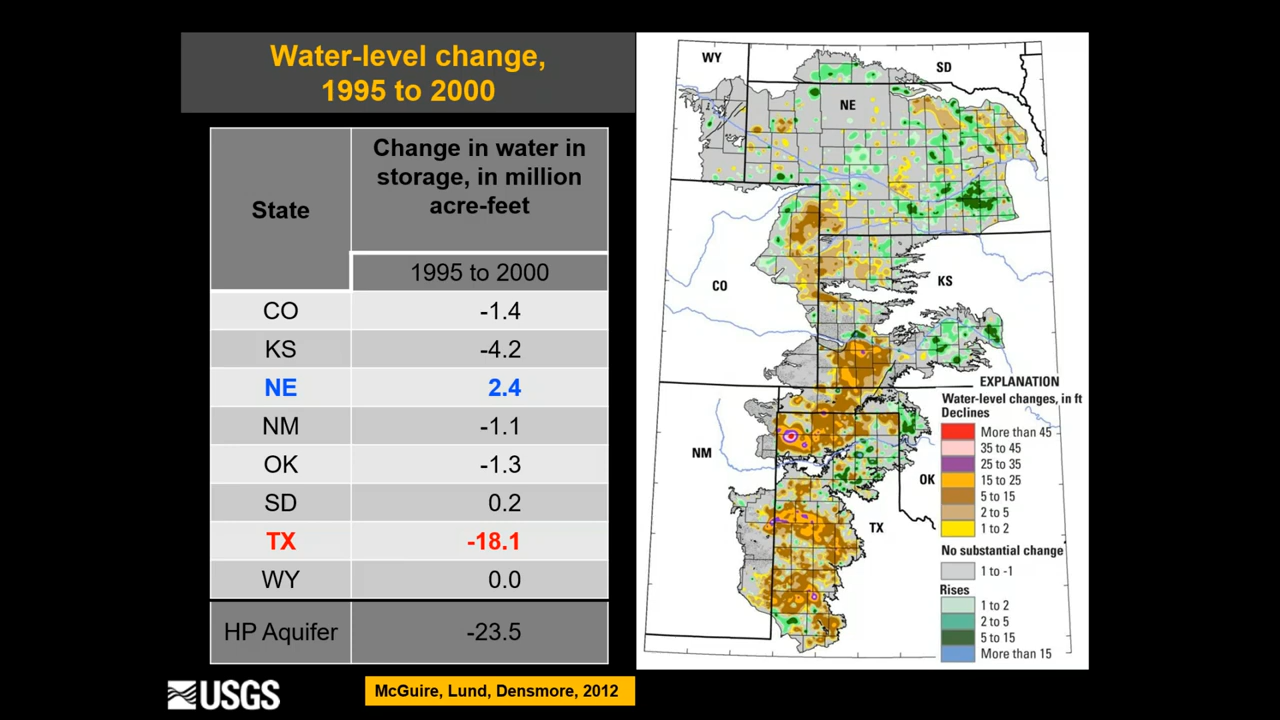 Water-level change,
1995 to 2000
State
Change in water in
storage, in million
acre-feet
1995 to 2000
CO -1.4
KS -4.2
NE 2.4
NM -1.1
OK -1.3
SD 0.2
TX -18.1
WY 0.0
HP Aquifer -23.5
USGS
McGuire, Lund, Densmore, 2012
WY
SD
NE
CO
KS
NM
OK
TX
EXPLANATION
Water-level changes, in ft
Declines
More than 45
35 to 45
25 to 35
15 to 25
5 to 15
2 to 5
1 to 2
No substantial change
1 to -1
Rises
1 to 2
2 to 5
5 to 15
More than 15